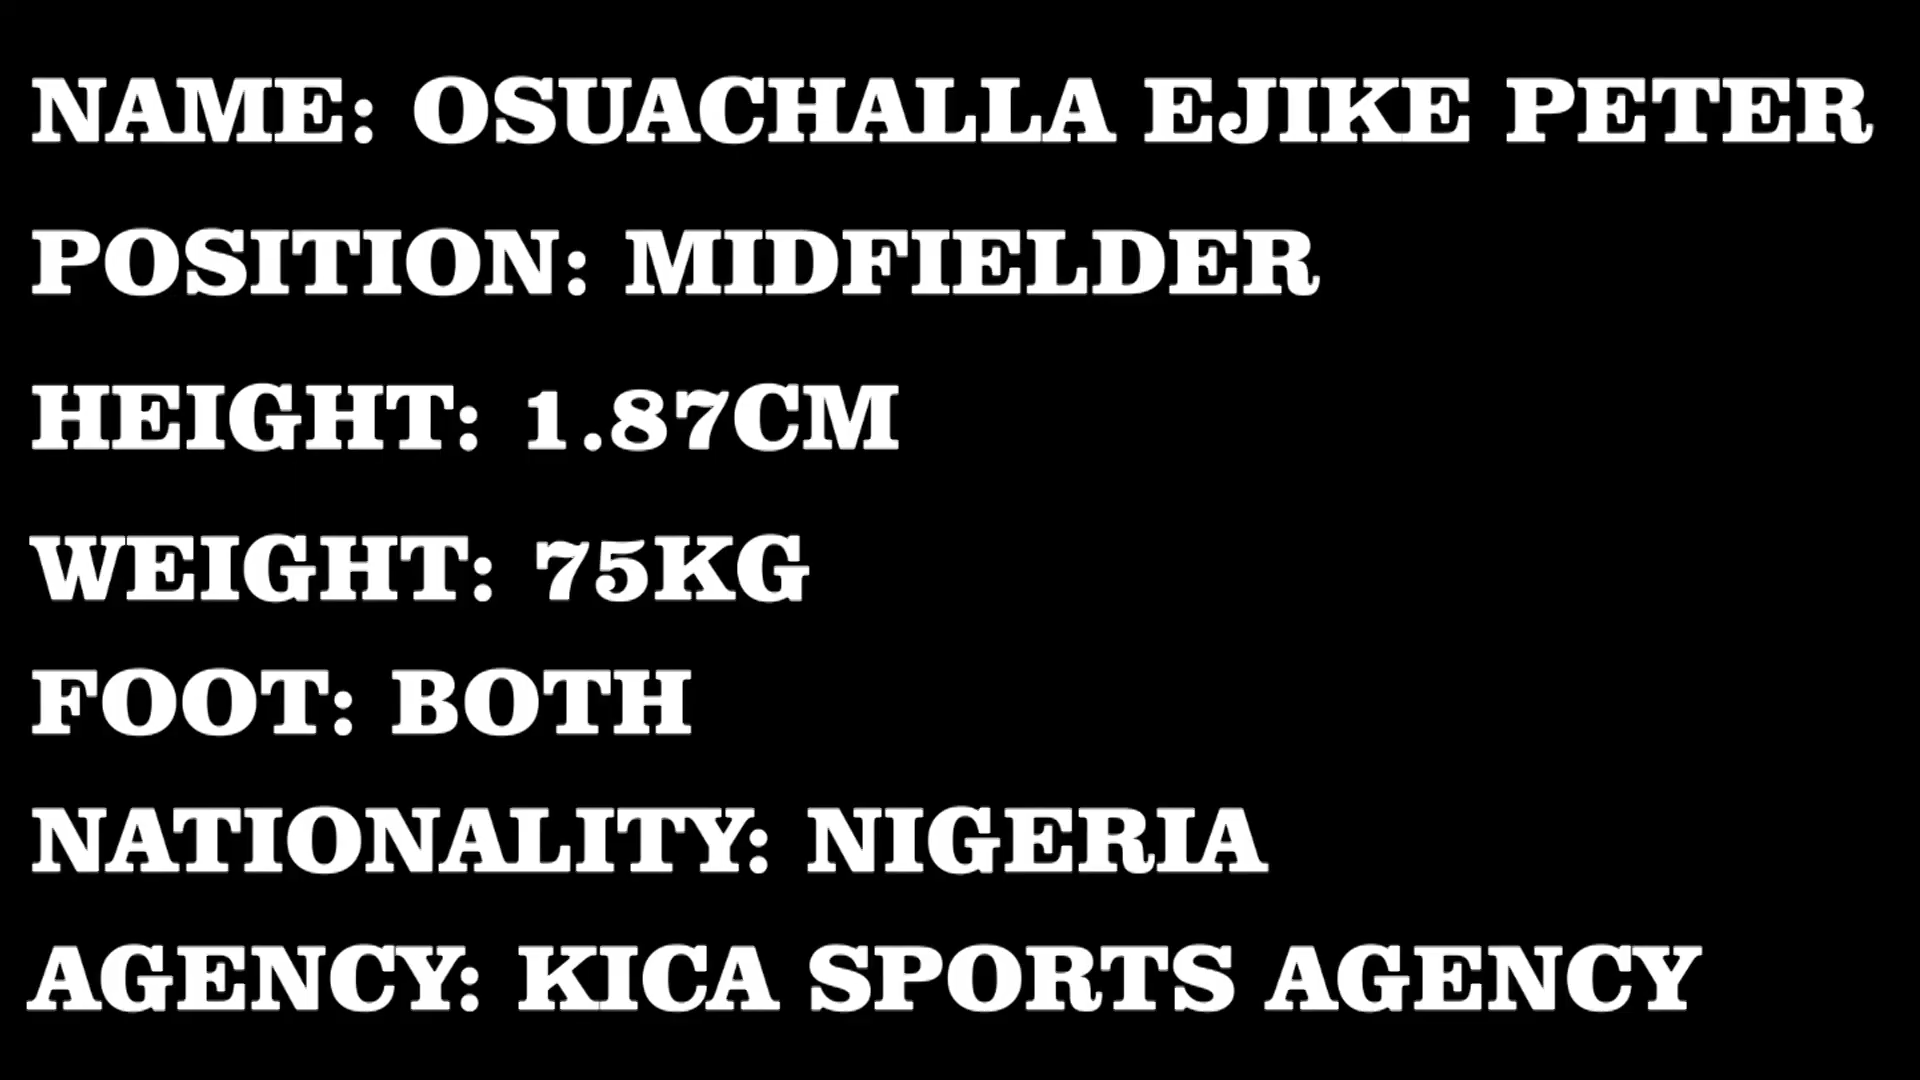 NAME: OSUACHALLA EJIKE PETER
POSITION: MIDFIELDER
HEIGHT: 1.87CM
WEIGHT: 75KG
FOOT: BOTH
NATIONALITY: NIGERIA
AGENCY: KICA SPORTS AGENCY